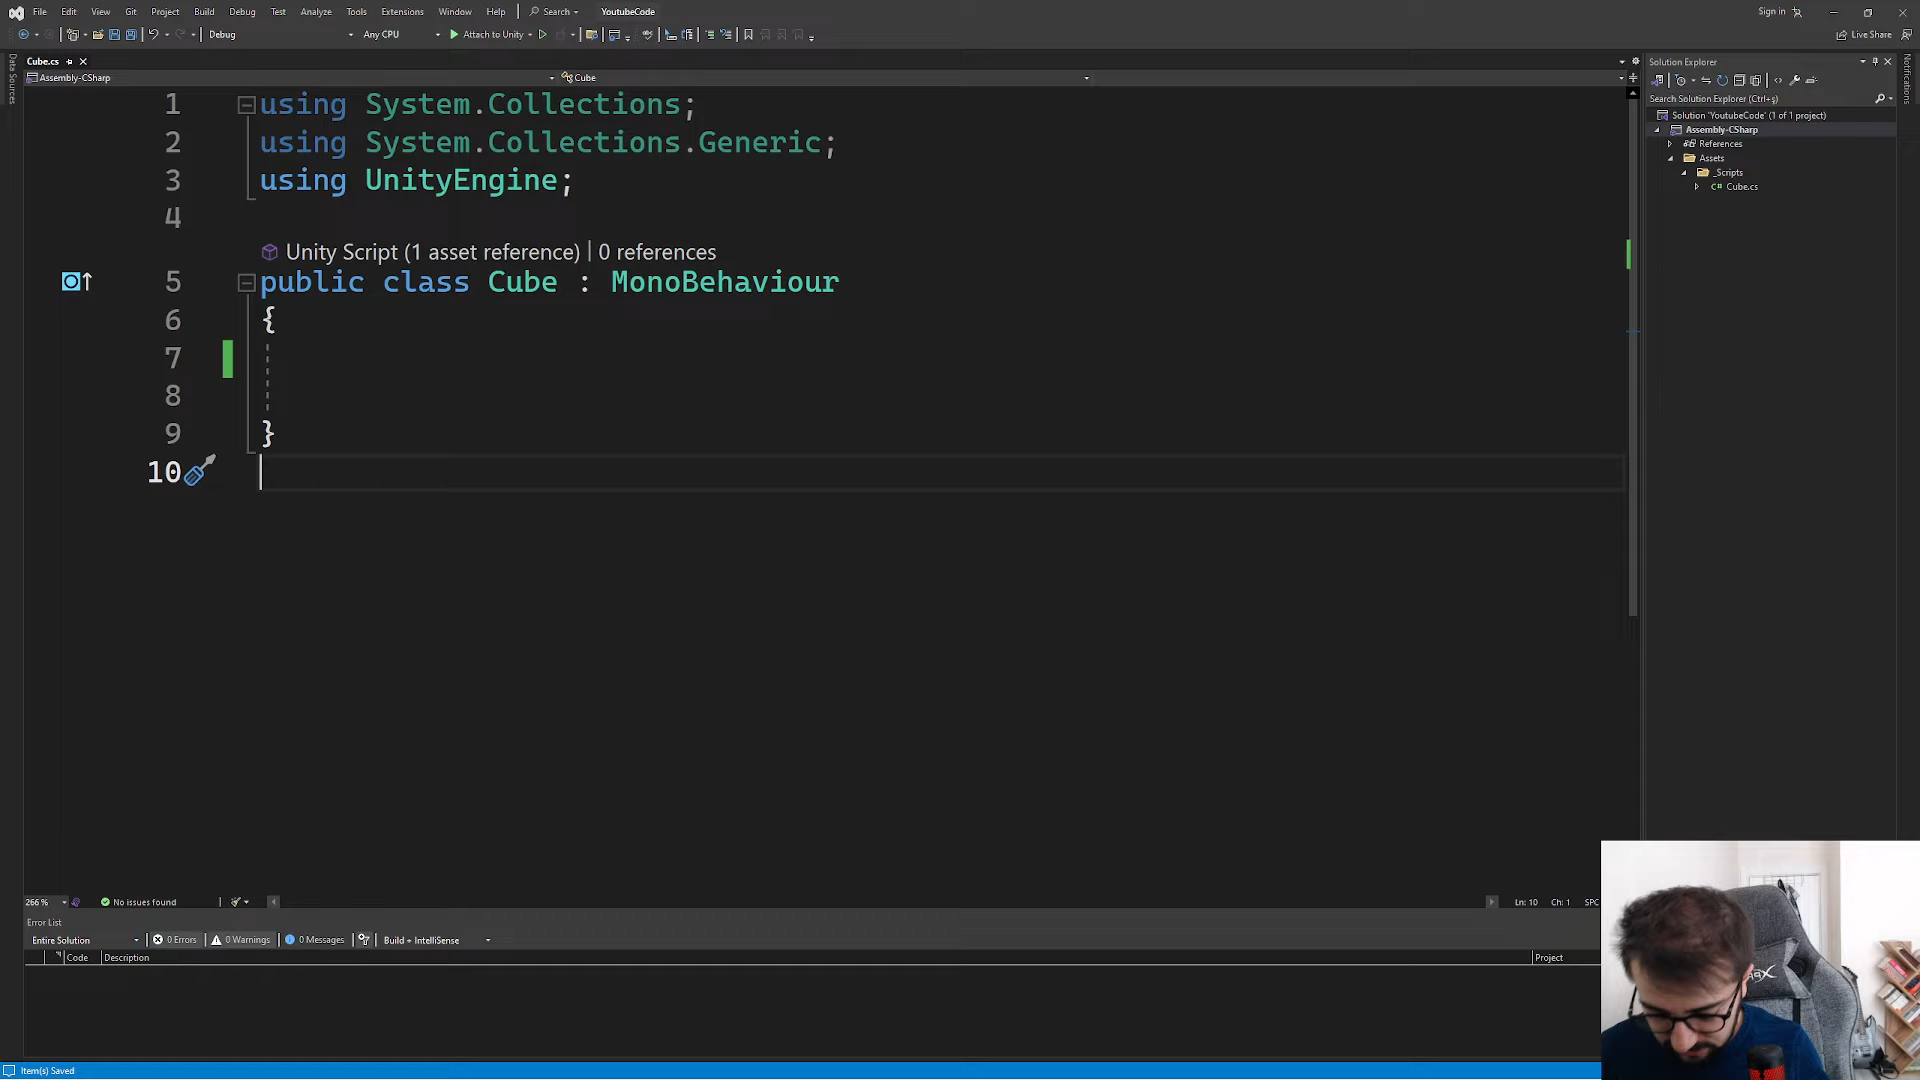 File Edit View Git Project Build Debug Test Analyze Tools Extensions Window Help Search YoutubeCode Sign in
Debug Any CPU Attach to Unity Live Share
Cube.cs
Assembly-CSharp Cube
Data Sources
Notifications
1 using System.Collections;
2 using System.Collections.Generic;
3 using UnityEngine;
4
Unity Script (1 asset reference) | 0 references
5 public class Cube : MonoBehaviour
6 {
7
8
9 }
10
Solution Explorer
Search Solution Explorer (Ctrl+ş)
Solution 'YoutubeCode' (1 of 1 project)
Assembly-CSharp
References
Assets
_Scripts
C# Cube.cs
266 % No issues found Ln: 10 Ch: 1 SPC
Error List
Entire Solution 0 Errors 0 Warnings 0 Messages Build + IntelliSense
Code Description Project
Item(s) Saved